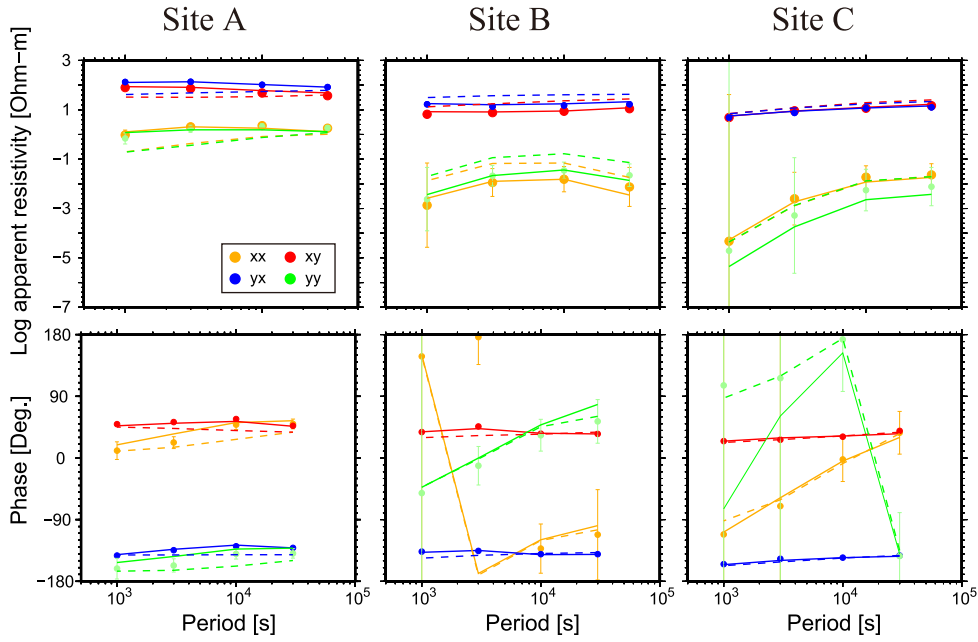 Site A Site B Site C
Log apparent resistivity [Ohm−m]
3
1
−1
−3
−5
−7
xx xy
yx yy
Phase [Deg.]
180
90
0
−90
−180
10³ 10⁴ 10⁵ 10³ 10⁴ 10⁵ 10³ 10⁴ 10⁵
Period [s] Period [s] Period [s]